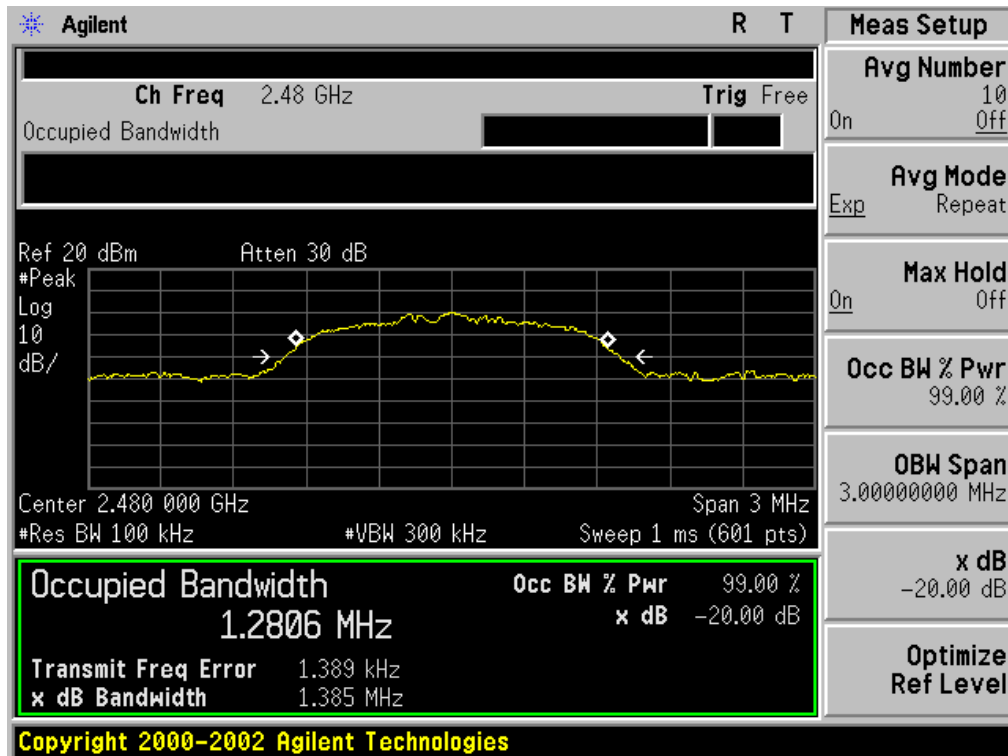 Agilent R T
Ch Freq 2.48 GHz Trig Free
Occupied Bandwidth
Ref 20 dBm Atten 30 dB
#Peak
Log
10
dB/
Center 2.480 000 GHz Span 3 MHz
#Res BW 100 kHz #VBW 300 kHz Sweep 1 ms (601 pts)
Occupied Bandwidth
1.2806 MHz
Occ BW % Pwr 99.00 %
x dB -20.00 dB
Transmit Freq Error 1.389 kHz
x dB Bandwidth 1.385 MHz
Copyright 2000-2002 Agilent Technologies
Meas Setup
Avg Number
10
On Off
Avg Mode
Exp Repeat
Max Hold
On Off
Occ BW % Pwr
99.00 %
OBW Span
3.00000000 MHz
x dB
-20.00 dB
Optimize
Ref Level